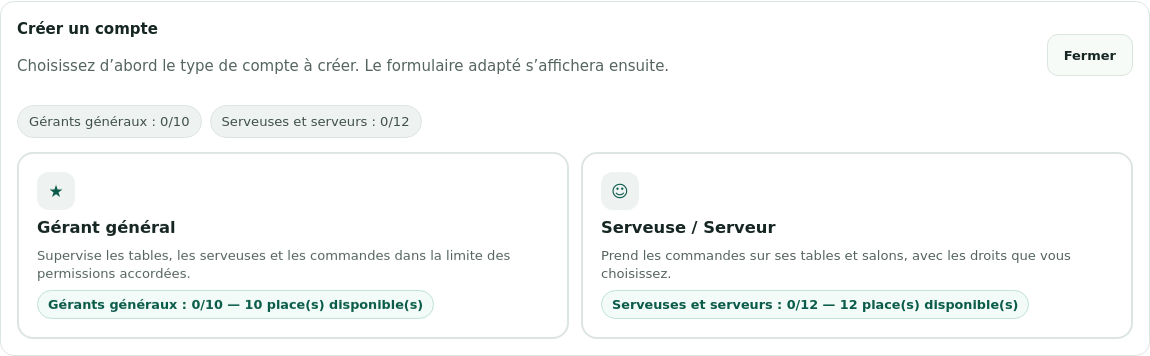 Créer un compte
Choisissez d’abord le type de compte à créer. Le formulaire adapté s’affichera ensuite.
Fermer
Gérants généraux : 0/10
Serveuses et serveurs : 0/12
Gérant général
Supervise les tables, les serveuses et les commandes dans la limite des
permissions accordées.
Gérants généraux : 0/10 — 10 place(s) disponible(s)
Serveuse / Serveur
Prend les commandes sur ses tables et salons, avec les droits que vous
choisissez.
Serveuses et serveurs : 0/12 — 12 place(s) disponible(s)